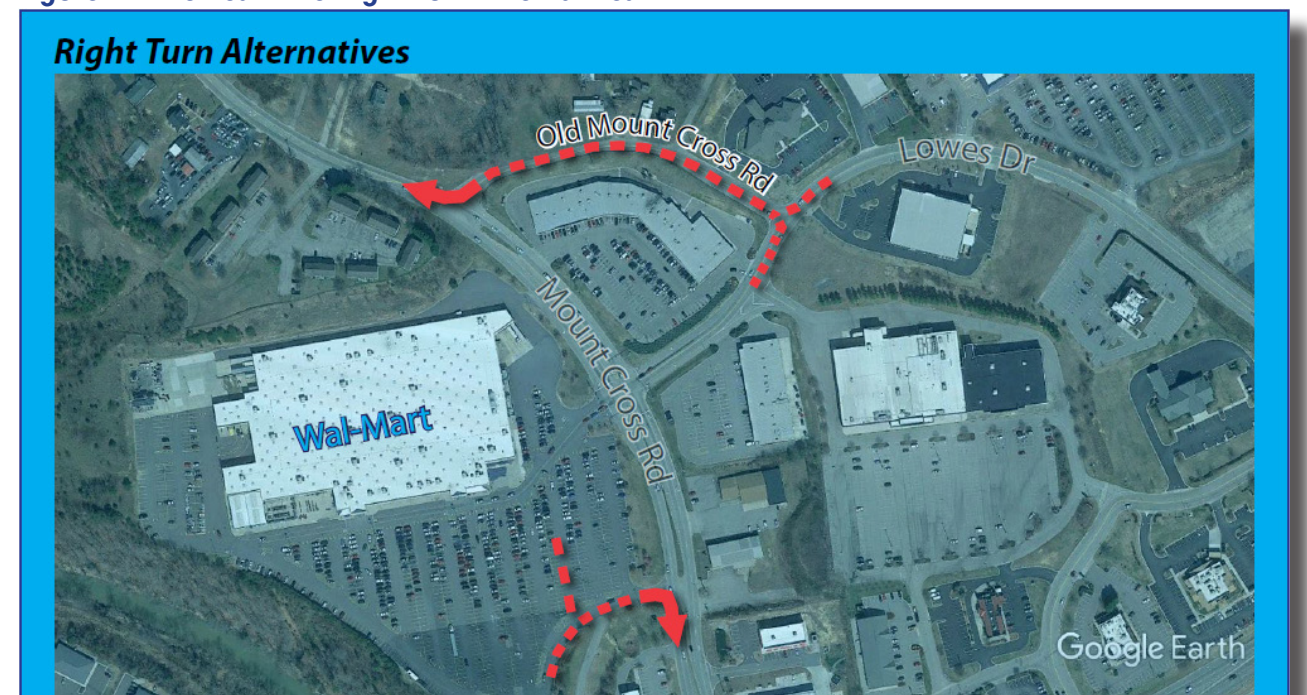 Right Turn Alternatives
Old Mount Cross Rd
Lowes Dr
Mount Cross Rd
Wal-Mart
Google Earth